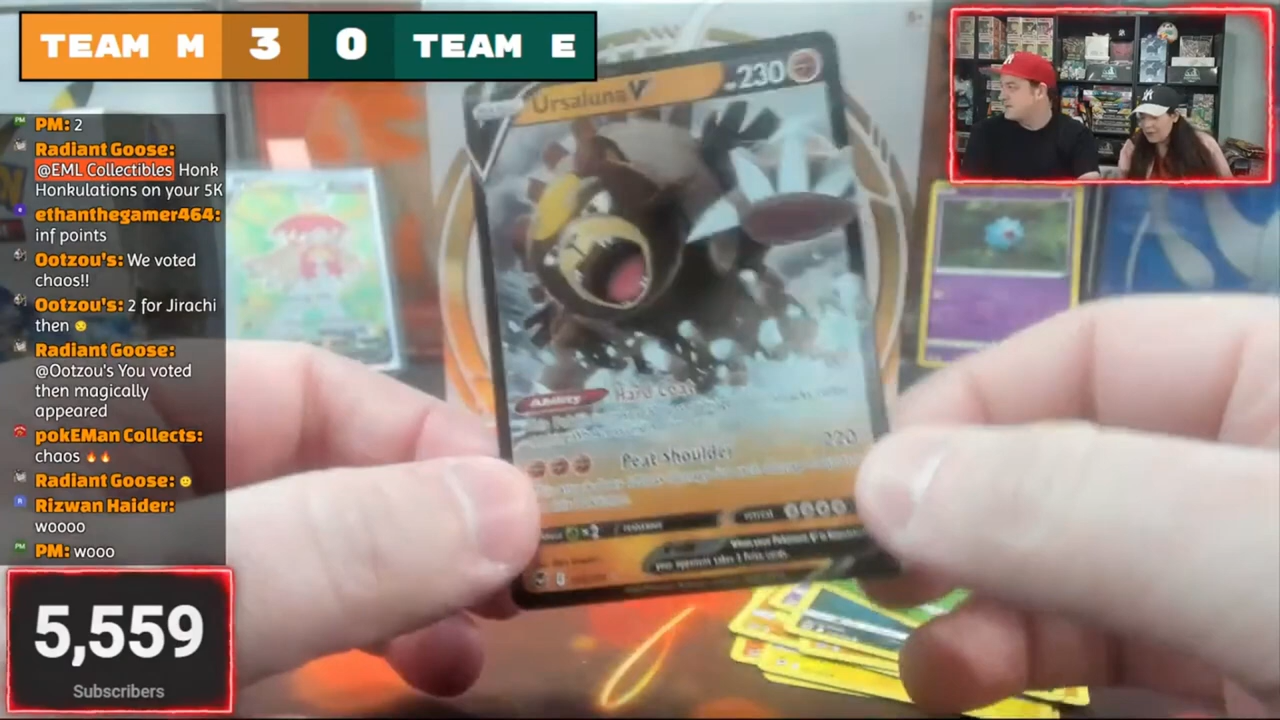 TEAM M 3 0 TEAM E
PM: 2
Radiant Goose:
@EML Collectibles Honk
Honkulations on your 5K
ethanthegamer464:
inf points
Ootzou's: We voted
chaos!!
Ootzou's: 2 for Jirachi
then
Radiant Goose:
@Ootzou's You voted
then magically
appeared
pokEMan Collects:
chaos 🔥🔥
Radiant Goose:
Rizwan Haider:
woooo
PM: wooo
5,559
Subscribers
Ursaluna V 230
Ability Hard Coat
Peat Shoulder 220
x2